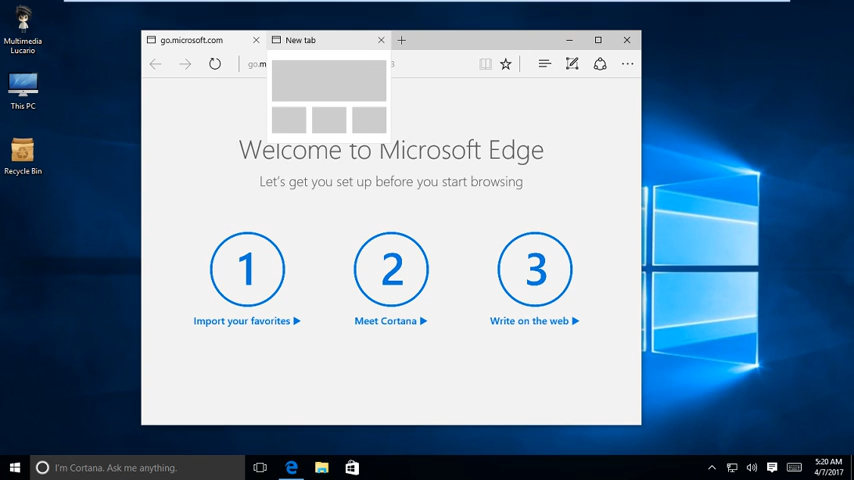 Multimedia
Lucario
This PC
Recycle Bin
go.microsoft.com
New tab
go.m
3
Welcome to Microsoft Edge
Let's get you set up before you start browsing
1
2
3
Import your favorites
Meet Cortana
Write on the web
I'm Cortana. Ask me anything.
5:20 AM
4/7/2017